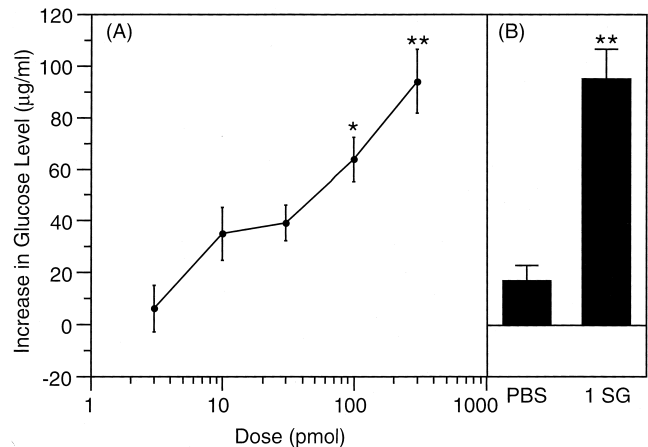 (A)
(B)
120
100
80
60
40
20
0
-20
Increase in Glucose Level (µg/ml)
*
**
**
1
10
100
1000
PBS
1 SG
Dose (pmol)